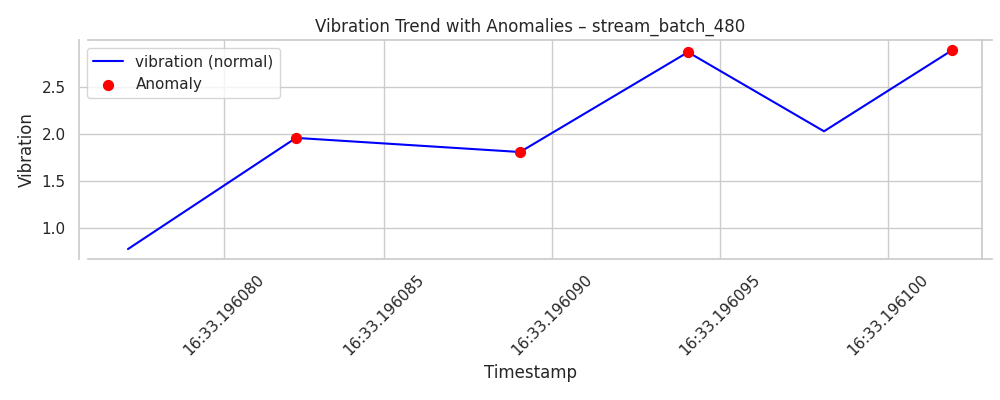 Vibration Trend with Anomalies – stream_batch_480
vibration (normal)
Anomaly
Vibration
2.5
2.0
1.5
1.0
16:33.196080
16:33.196085
16:33.196090
16:33.196095
16:33.196100
Timestamp